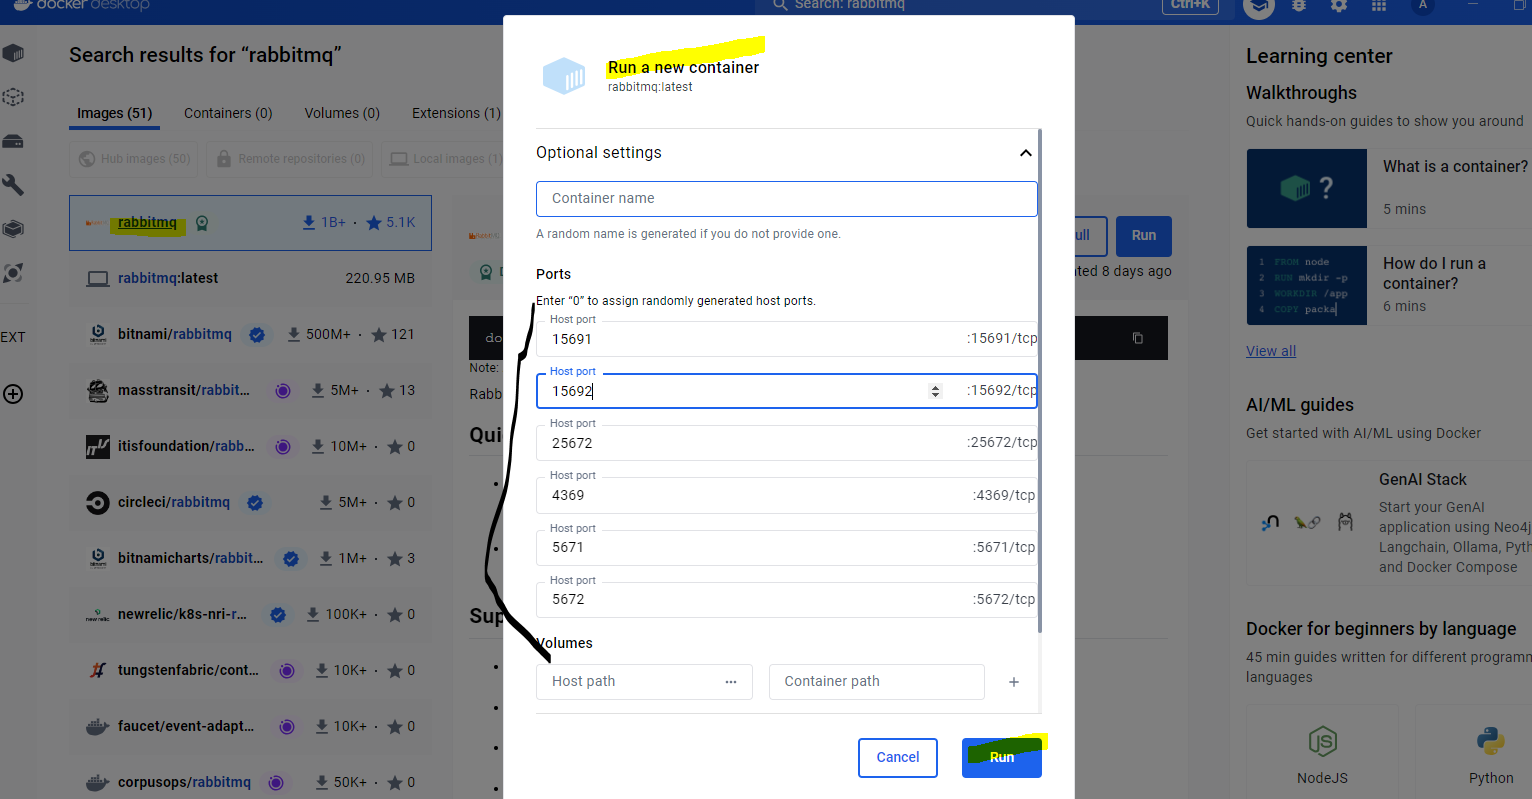 docker desktop
Search: rabbitmq
Ctrl+K
A
Search results for “rabbitmq”
Images (51)
Containers (0)
Volumes (0)
Extensions (1)
Hub images (50)
Remote repositories (0)
Local images (1)
rabbitmq
1B+ · 5.1K
rabbitmq:latest
220.95 MB
bitnami/rabbitmq
500M+ · 121
masstransit/rabbit...
5M+ · 13
itisfoundation/rabb...
10M+ · 0
circleci/rabbitmq
5M+ · 0
bitnamicharts/rabbit...
1M+ · 3
newrelic/k8s-nri-r...
100K+ · 0
tungstenfabric/cont...
10K+ · 0
faucet/event-adapt...
10K+ · 0
corpusops/rabbitmq
50K+ · 0
EXT
Run a new container
rabbitmq:latest
Optional settings
Container name
A random name is generated if you do not provide one.
Ports
Enter “0” to assign randomly generated host ports.
Host port
15691
:15691/tcp
Host port
15692
:15692/tcp
Host port
25672
:25672/tcp
Host port
4369
:4369/tcp
Host port
5671
:5671/tcp
Host port
5672
:5672/tcp
Volumes
Host path
...
Container path
+
Cancel
Run
ull
Run
ted 8 days ago
do
Note:
Rabb
Qui
Sup
Learning center
Walkthroughs
Quick hands-on guides to show you around
?
What is a container?
5 mins
1 FROM node
2 RUN mkdir -p
3 WORKDIR /app
4 COPY packa
How do I run a
container?
6 mins
View all
AI/ML guides
Get started with AI/ML using Docker
GenAI Stack
Start your GenAI
application using Neo4j
Langchain, Ollama, Pyth
and Docker Compose
Docker for beginners by language
45 min guides written for different programm
languages
NodeJS
Python